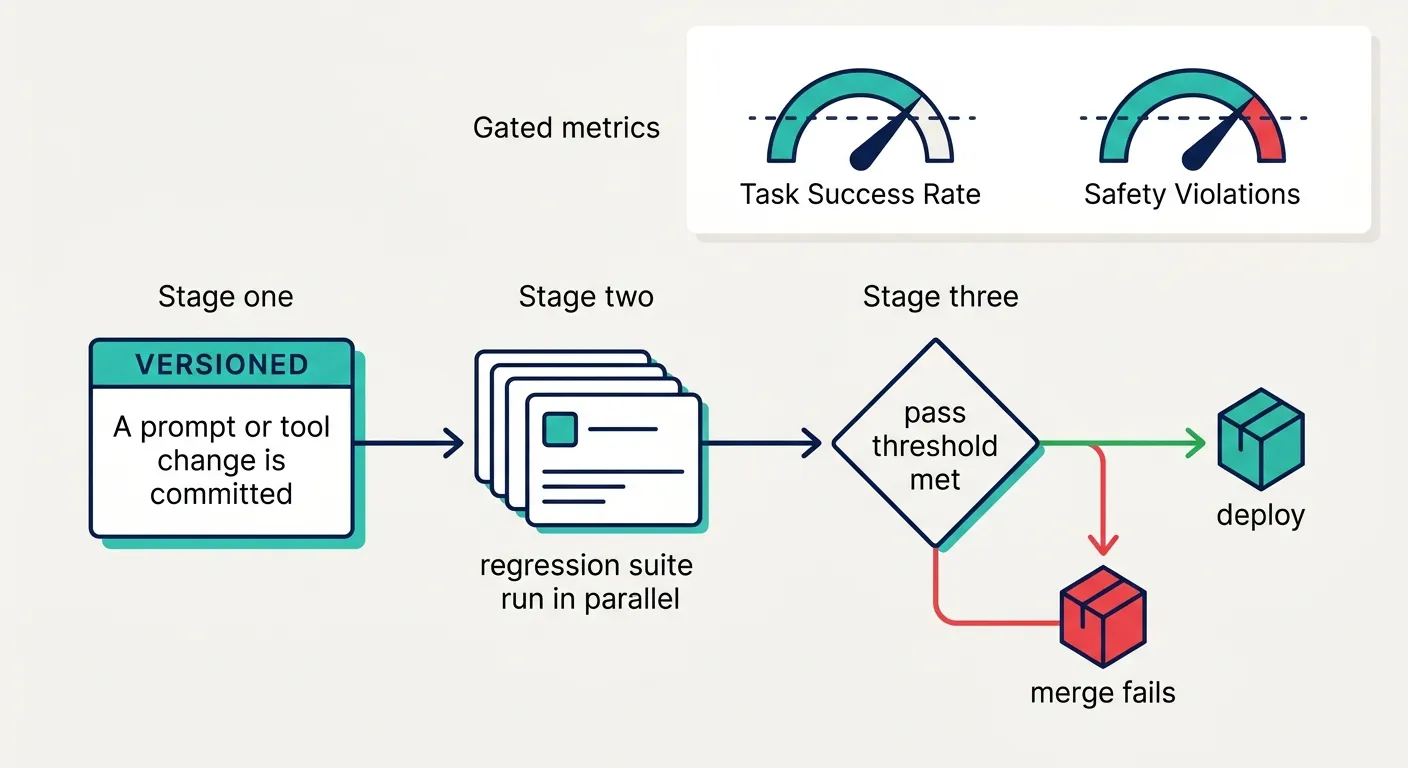 Gated metrics
Task Success Rate
Safety Violations
Stage one
Stage two
Stage three
VERSIONED
A prompt or tool
change is
committed
regression suite
run in parallel
pass
threshold
met
deploy
merge fails